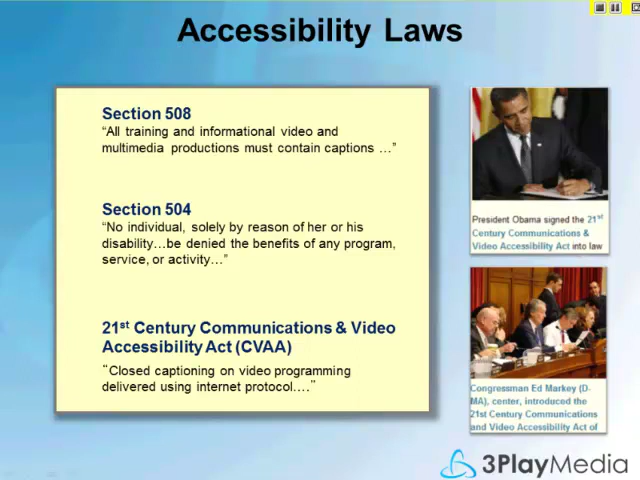 Accessibility Laws
Section 508
“All training and informational video and
multimedia productions must contain captions …”
Section 504
“No individual, solely by reason of her or his
disability…be denied the benefits of any program,
service, or activity…”
21st Century Communications & Video
Accessibility Act (CVAA)
“Closed captioning on video programming
delivered using internet protocol….”
President Obama signed the 21st
Century Communications &
Video Accessibility Act into law
Congressman Ed Markey (D-
MA), center, introduced the
21st Century Communications
and Video Accessibility Act of
3PlayMedia